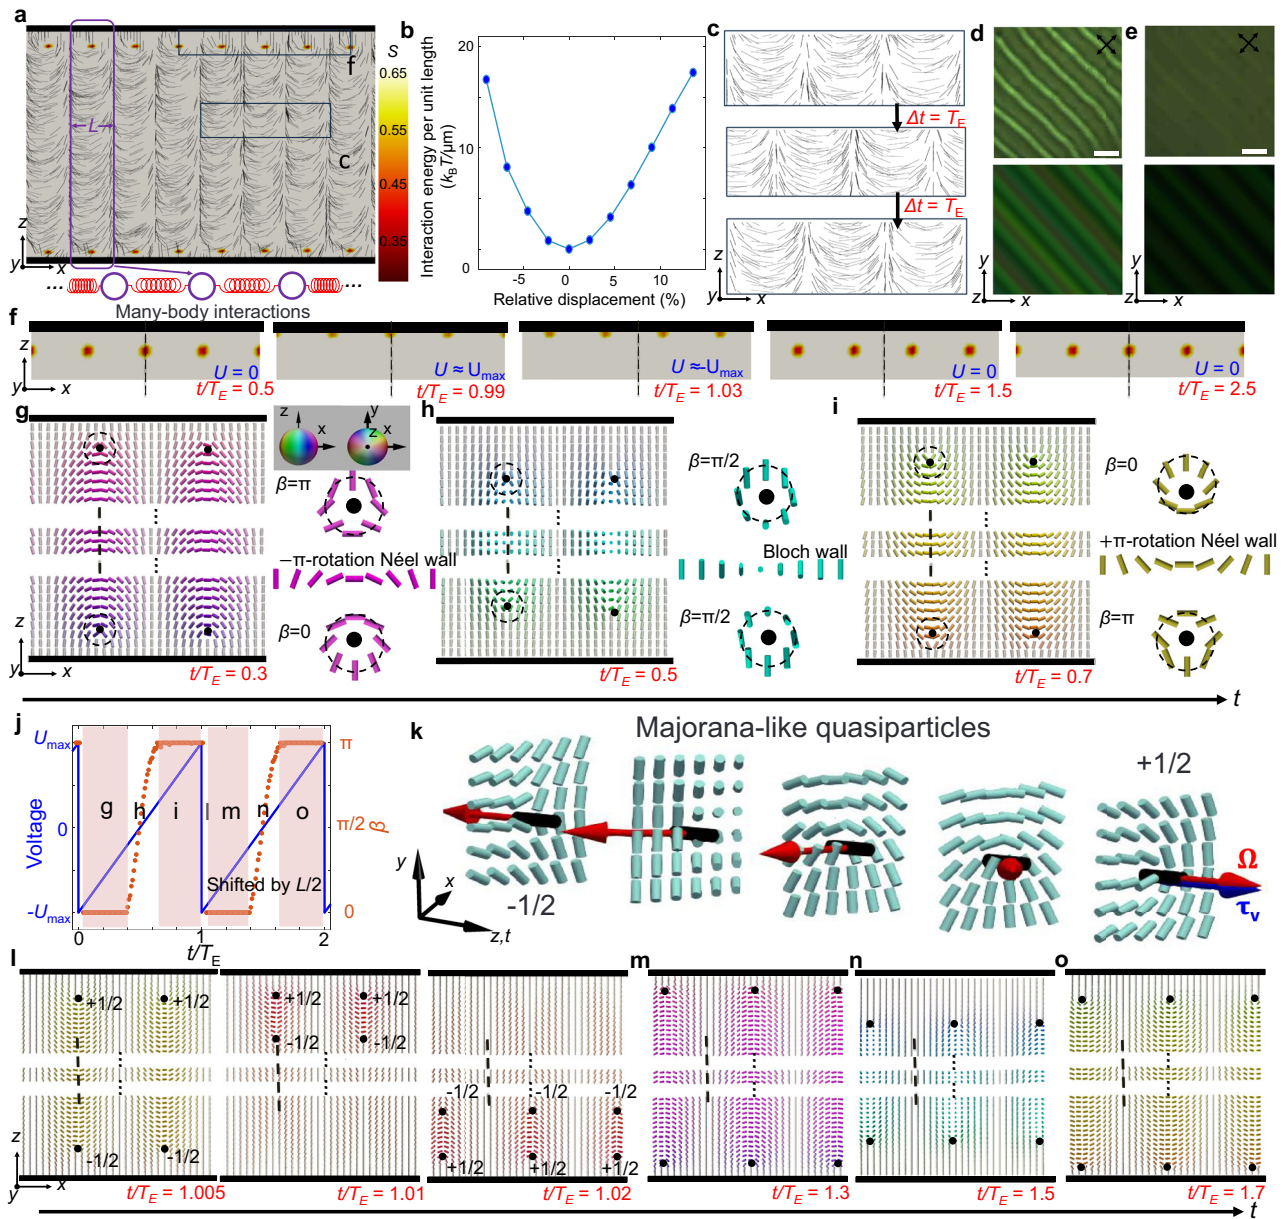 a
f
L
c
z
y
x
S
0.65
0.55
0.45
0.35
... ...
Many-body interactions
b
Interaction energy per unit length
(kBT/μm)
20
10
0
-5 0 5 10
Relative displacement (%)
c
Δt = TE
Δt = TE
z
y
x
d
y
z
x
e
y
z
x
f
z
y
x
U = 0
t/TE = 0.5
U ≈ Umax
t/TE = 0.99
U ≈-Umax
t/TE = 1.03
U = 0
t/TE = 1.5
U = 0
t/TE = 2.5
g
z
x
y
z
x
β=π
−π-rotation Néel wall
β=0
z
y
x
t/TE = 0.3
h
β=π/2
Bloch wall
β=π/2
t/TE = 0.5
i
β=0
+π-rotation Néel wall
β=π
t/TE = 0.7
t
j
Voltage
Umax
0
-Umax
g h i l m n o
Shifted by L/2
π
π/2
0
β
0 1 2
t/TE
k
Majorana-like quasiparticles
+1/2
-1/2
y
x
z,t
Ω
τv
l
+1/2 +1/2
-1/2 -1/2
t/TE = 1.005
+1/2 +1/2
-1/2 -1/2
t/TE = 1.01
-1/2 -1/2 -1/2
+1/2 +1/2 +1/2
t/TE = 1.02
z
y
x
m
t/TE = 1.3
n
t/TE = 1.5
o
t/TE = 1.7
t